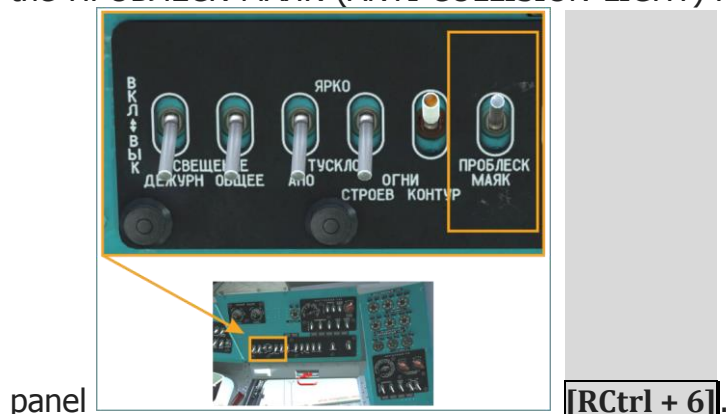 the ПРОБЛЕСК МАЯК (ANTI-COLLISION LIGHT)
ВКЛ ВЫК
ЯРКО
СВЕЩЕНИЕ ТУСКЛО ПРОБЛЕСК
ДЕЖУРН ОБЩЕЕ АНО ОГНИ МАЯК
СТРОЕВ КОНТУР
panel [RCtrl + 6].